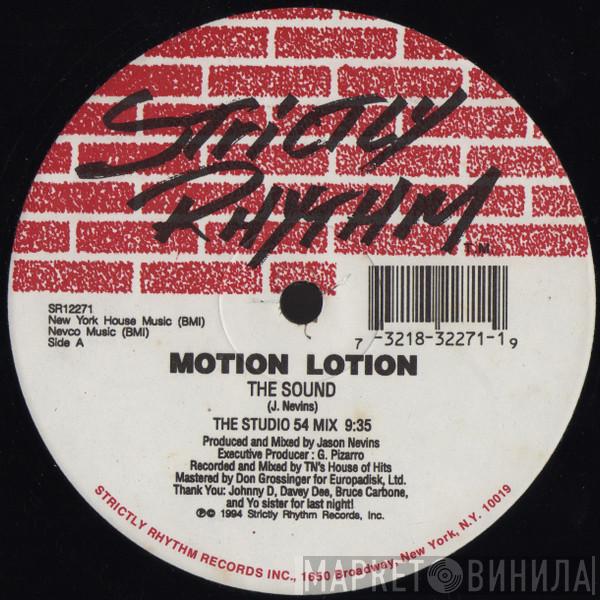 STRICTLY
RHYTHM
T.M.
SR12271
New York House Music (BMI)
Nevco Music (BMI)
Side A
7 -3218-32271-1 9
MOTION LOTION
THE SOUND
(J. Nevins)
THE STUDIO 54 MIX 9:35
Produced and Mixed by Jason Nevins
Executive Producer : G. Pizarro
Recorded and Mixed by TN's House of Hits
Mastered by Don Grossinger for Europadisk, Ltd.
Thank You: Johnny D, Davey Dee, Bruce Carbone,
and Yo sister for last night!
℗© 1994 Strictly Rhythm Records, Inc.
STRICTLY RHYTHM RECORDS INC., 1650 Broadway, New York, N.Y. 10019
МАРКЕТ ВИНИЛА